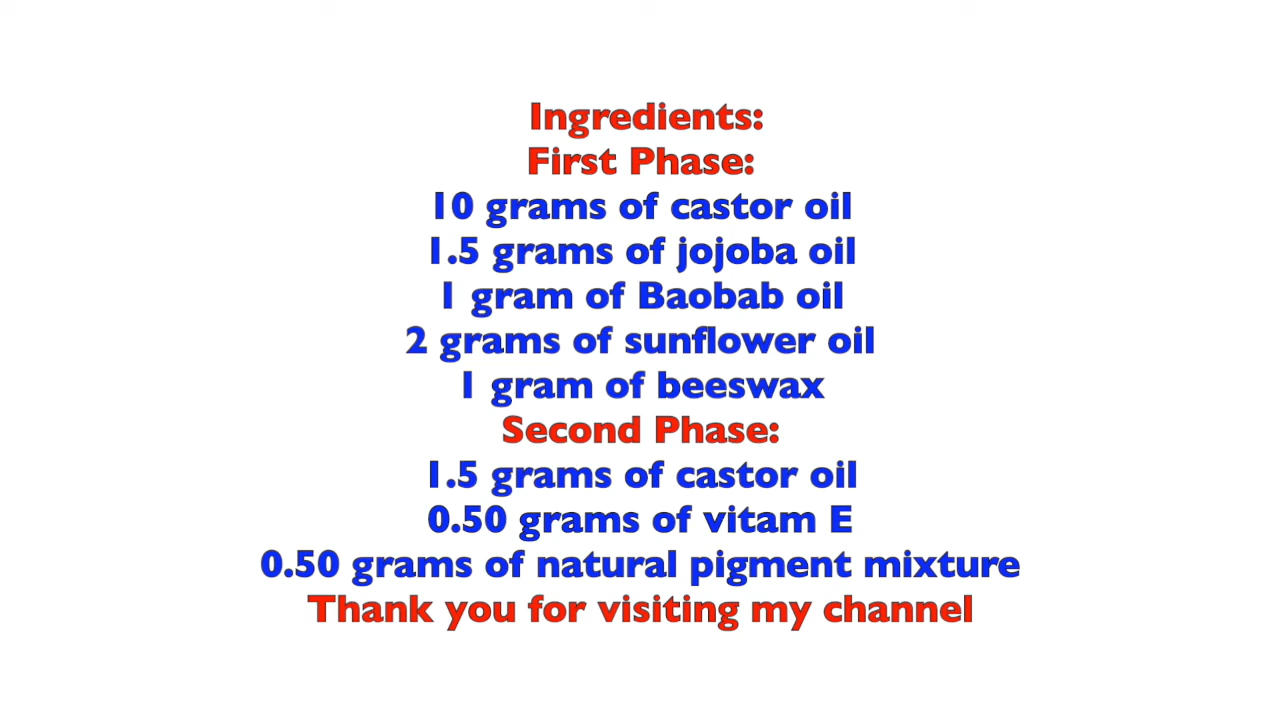 Ingredients:
First Phase:
10 grams of castor oil
1.5 grams of jojoba oil
1 gram of Baobab oil
2 grams of sunflower oil
1 gram of beeswax
Second Phase:
1.5 grams of castor oil
0.50 grams of vitam E
0.50 grams of natural pigment mixture
Thank you for visiting my channel